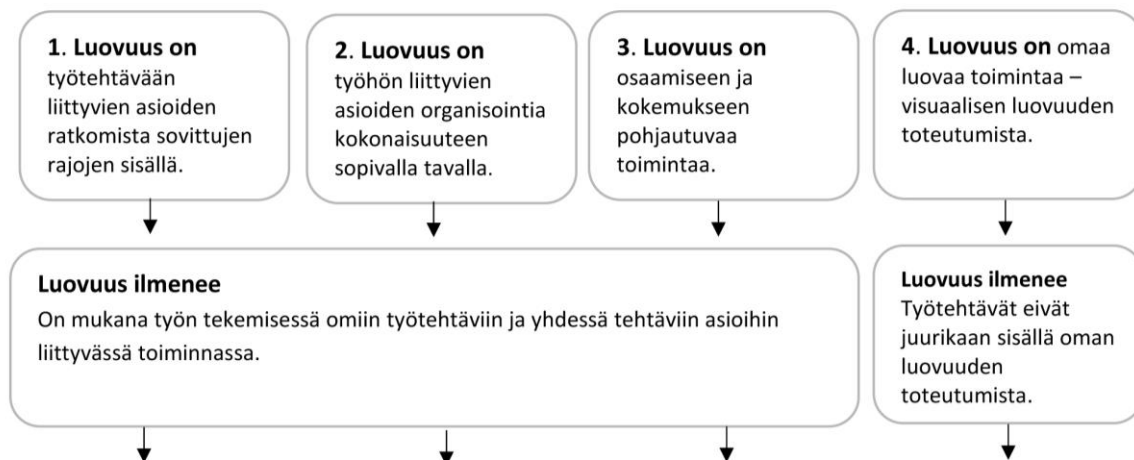 1. Luovuus on
työtehtävään
liittyvien asioiden
ratkomista sovittujen
rajojen sisällä.
2. Luovuus on
työhön liittyvien
asioiden organisointia
kokonaisuuteen
sopivalla tavalla.
3. Luovuus on
osaamiseen ja
kokemukseen
pohjautuvaa
toimintaa.
4. Luovuus on omaa
luovaa toimintaa –
visuaalisen luovuuden
toteutumista.
Luovuus ilmenee
On mukana työn tekemisessä omiin työtehtäviin ja yhdessä tehtäviin asioihin
liittyvässä toiminnassa.
Luovuus ilmenee
Työtehtävät eivät
juurikaan sisällä oman
luovuuden
toteutumista.